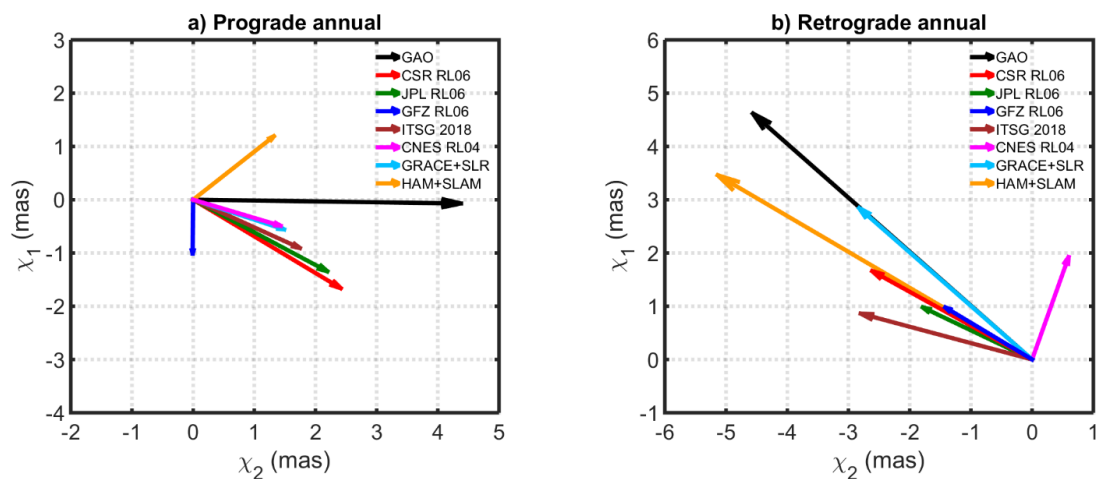 a) Prograde annual
3
2
1
0
-1
-2
-3
-4
χ1 (mas)
-2 -1 0 1 2 3 4 5
χ2 (mas)
GAO
CSR RL06
JPL RL06
GFZ RL06
ITSG 2018
CNES RL04
GRACE+SLR
HAM+SLAM
b) Retrograde annual
6
5
4
3
2
1
0
-1
χ1 (mas)
-6 -5 -4 -3 -2 -1 0 1
χ2 (mas)
GAO
CSR RL06
JPL RL06
GFZ RL06
ITSG 2018
CNES RL04
GRACE+SLR
HAM+SLAM